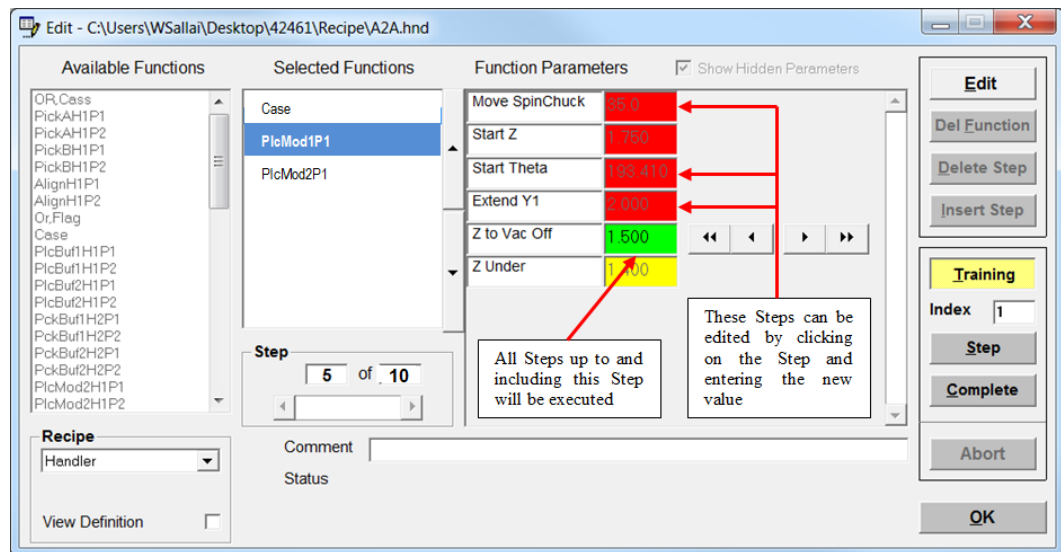 Edit - C:\Users\WSallai\Desktop\42461\Recipe\A2A.hnd
Available Functions
OR,Cass
PickAH1P1
PickAH1P2
PickBH1P1
PickBH1P2
AlignH1P1
AlignH1P2
Or,Flag
Case
PlcBuf1H1P1
PlcBuf1H1P2
PlcBuf2H1P1
PlcBuf2H1P2
PckBuf1H2P1
PckBuf1H2P2
PckBuf2H2P1
PckBuf2H2P2
PlcMod2H1P1
PlcMod2H1P2
Selected Functions
Case
PlcMod1P1
PlcMod2P1
Step
5 of 10
Function Parameters
Show Hidden Parameters
Move SpinChuck 35.0
Start Z 1.750
Start Theta 193.410
Extend Y1 2.000
Z to Vac Off 1.500
Z Under 1.400
All Steps up to and
including this Step
will be executed
These Steps can be
edited by clicking
on the Step and
entering the new
value
Edit
Del Function
Delete Step
Insert Step
Training
Index 1
Step
Complete
Abort
OK
Recipe
Handler
View Definition
Comment
Status